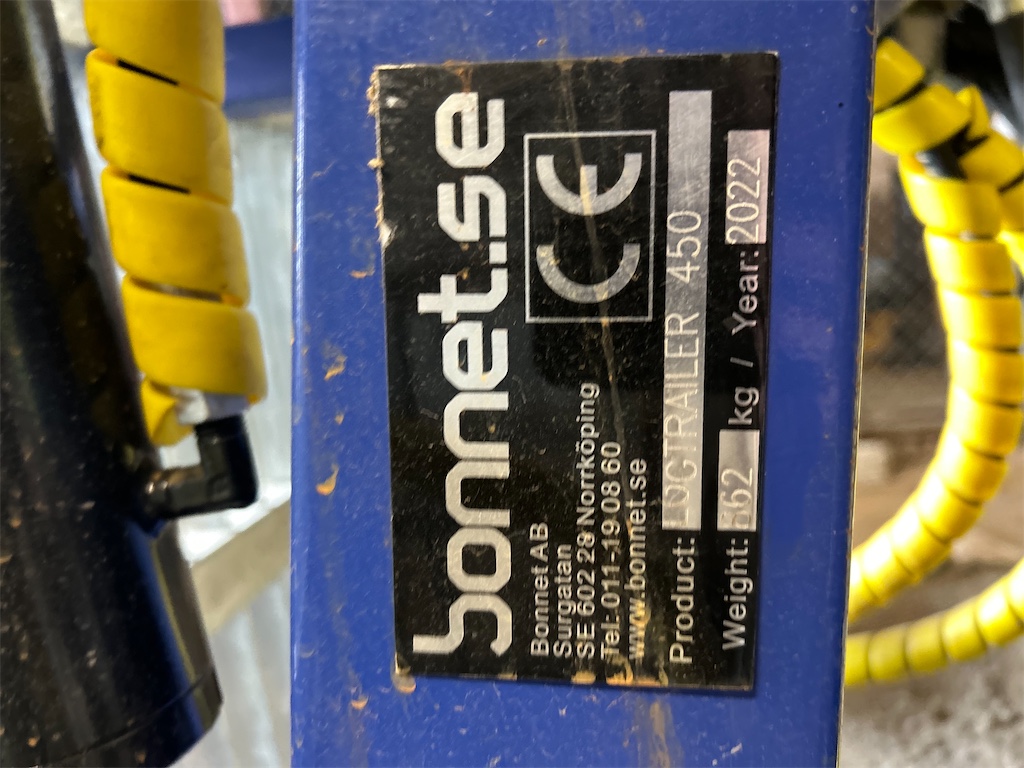 bonnet.se
Bonnet AB
Surgatan
SE 602 28 Norrköping
Tel: 011-19 08 60
www.bonnet.se
CE
Product: LOGTRAILER 450
Weight: 662 kg / Year: 2022